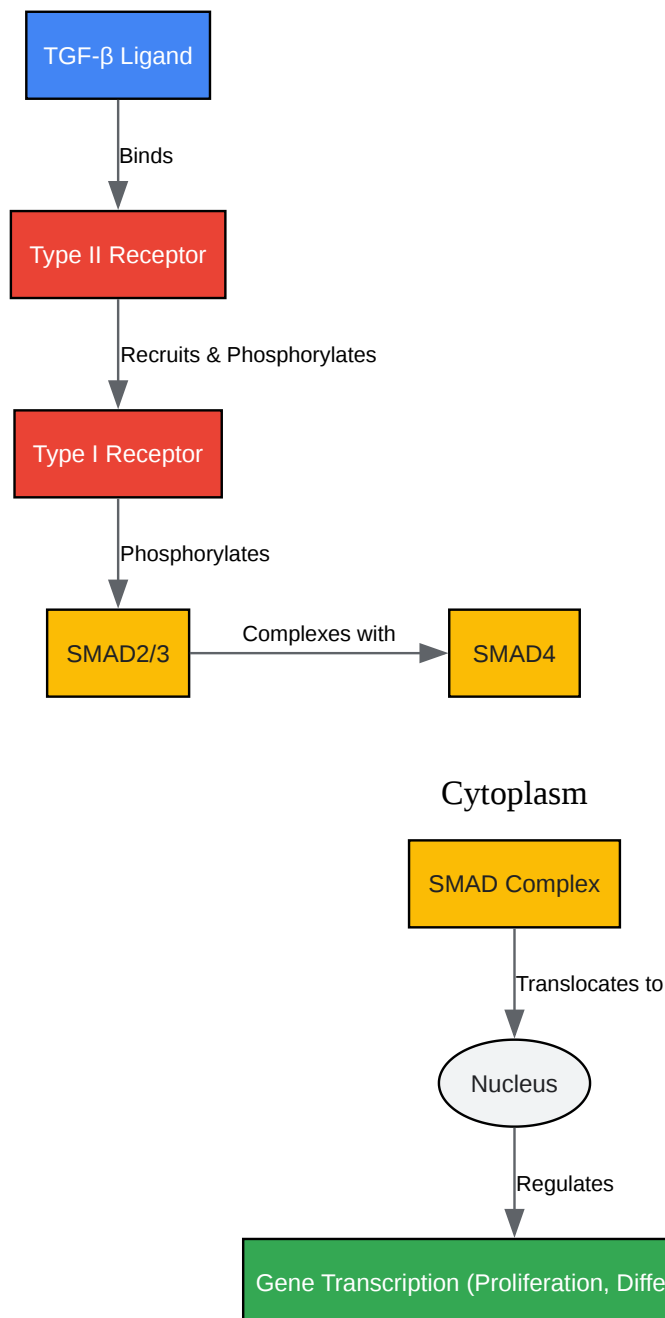 TGF-β Ligand
Binds
Type II Receptor
Recruits & Phosphorylates
Type I Receptor
Phosphorylates
SMAD2/3
Complexes with
SMAD4
Cytoplasm
SMAD Complex
Translocates to
Nucleus
Regulates
Gene Transcription (Proliferation, Diffe